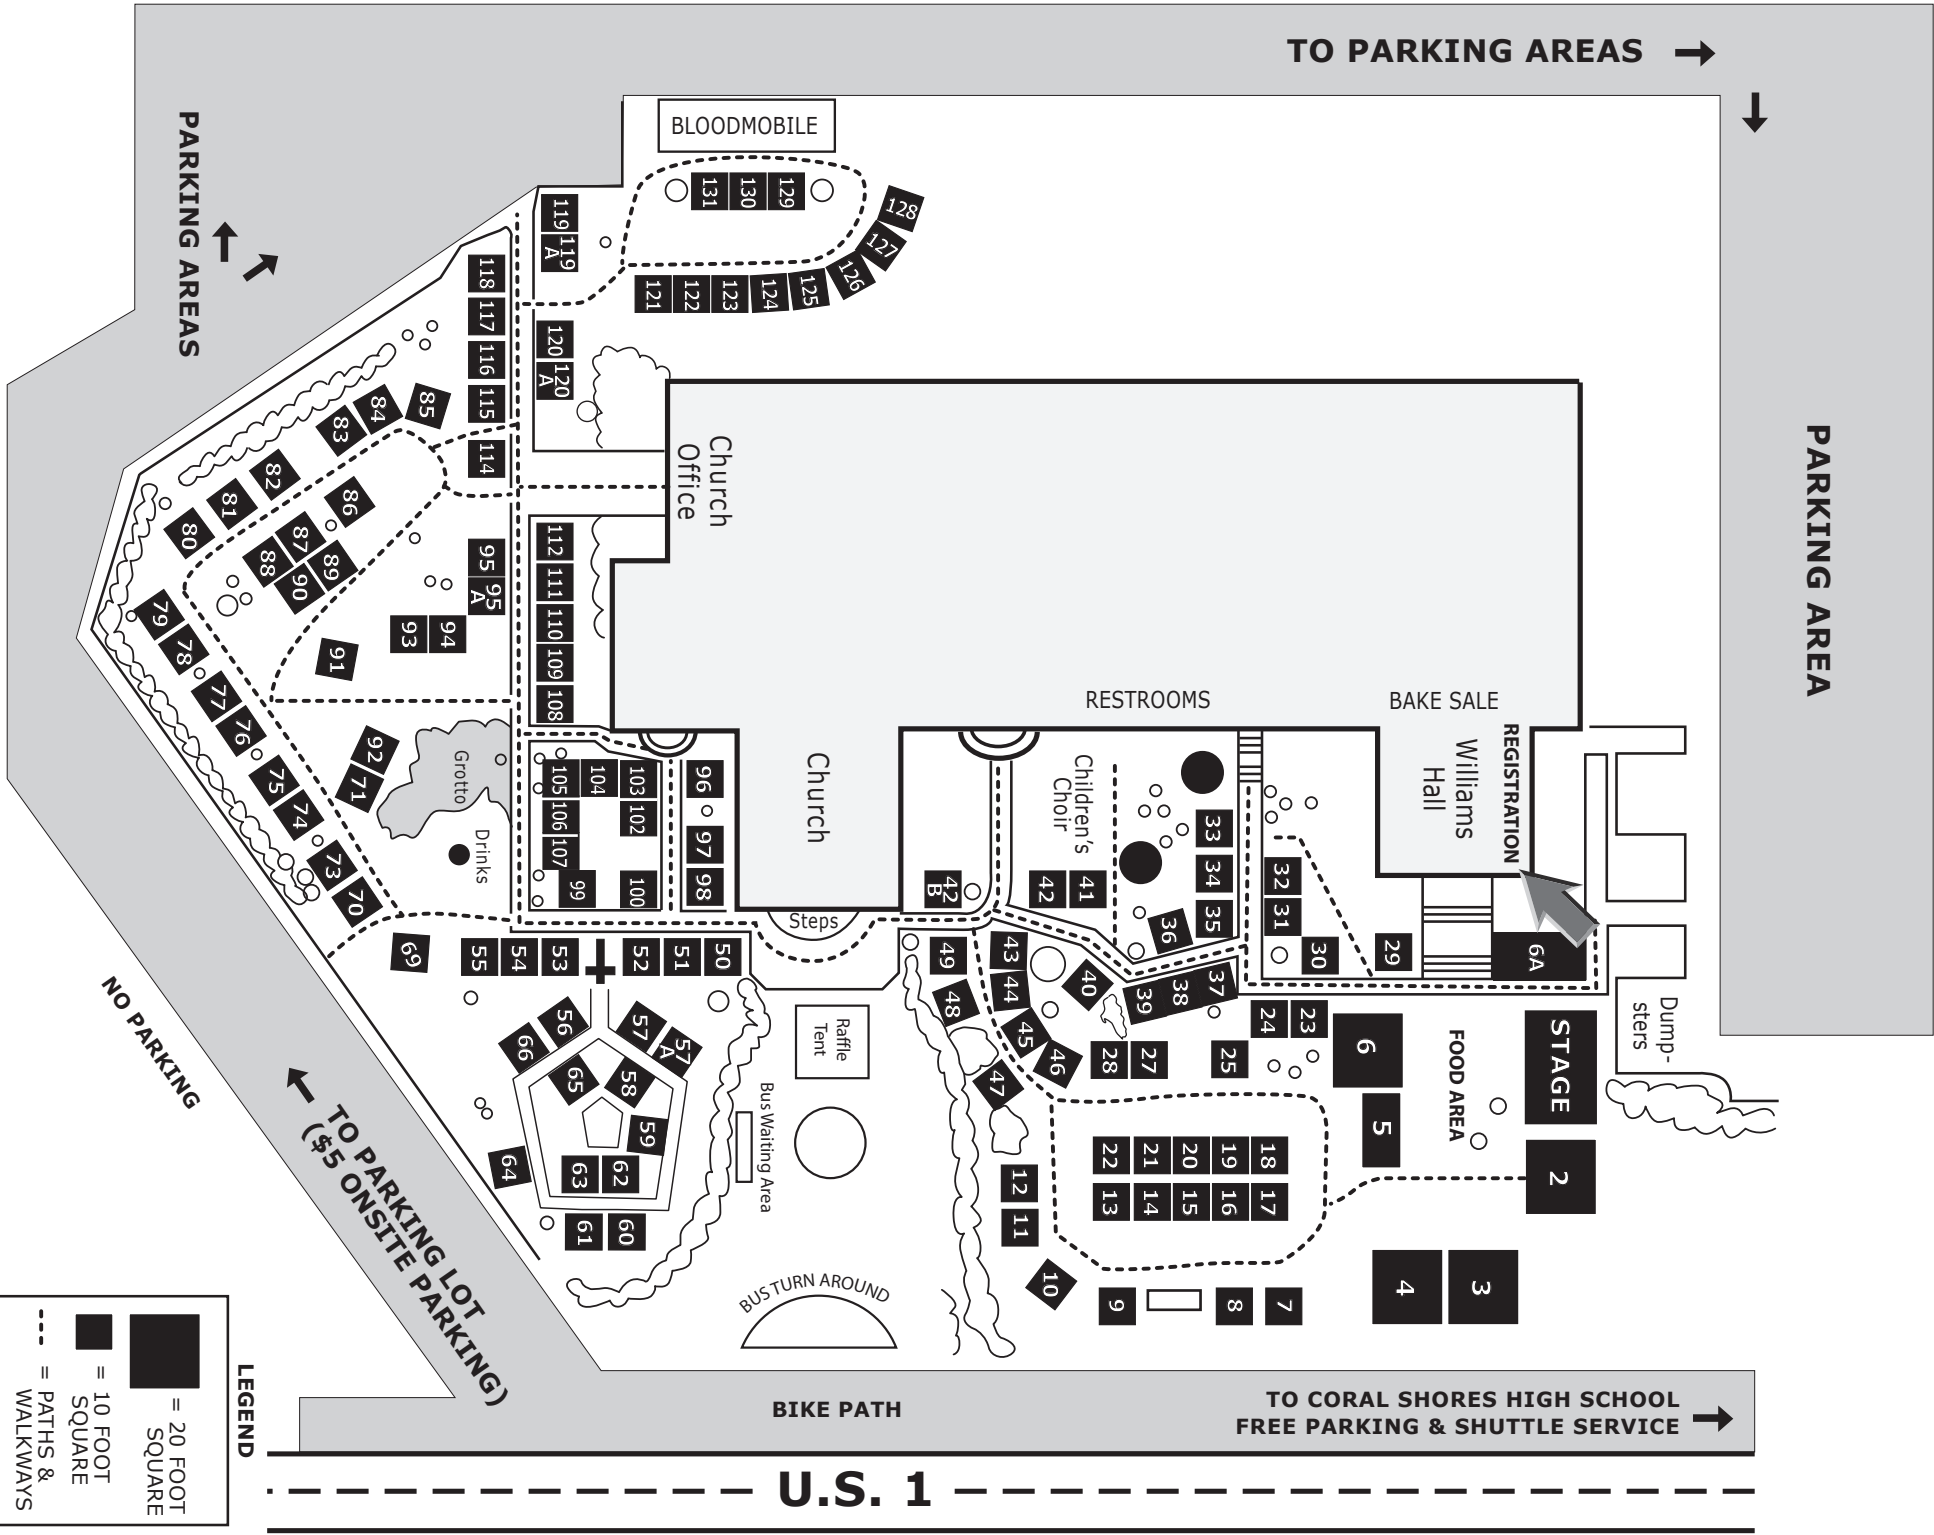 TO PARKING AREAS
PARKING AREAS
PARKING AREA
BLOODMOBILE
131
130
129
128
127
126
125
124
123
122
121
119
119
A
120
120
A
118
117
116
115
114
85
84
83
82
81
80
86
87
88
89
90
95
95
A
93
94
91
112
111
110
109
108
Church
Office
RESTROOMS
BAKE SALE
REGISTRATION
Williams
Hall
Church
Children's
Choir
79
78
77
76
75
74
73
70
92
71
Grotto
Drinks
105
104
103
106
102
107
99
100
96
97
98
Steps
42
B
42
41
33
34
35
36
32
31
30
29
6A
69
55
54
53
52
51
50
49
48
43
44
45
46
47
40
39
38
37
28
27
25
24
23
6
5
FOOD AREA
STAGE
Dump-
sters
2
3
4
56
66
57
57
A
65
58
59
64
63
62
61
60
Raffle
Tent
Bus Waiting Area
BUS TURN AROUND
22
21
20
19
18
13
14
15
16
17
12
11
10
9
8
7
NO PARKING
TO PARKING LOT
($5 ONSITE PARKING)
BIKE PATH
TO CORAL SHORES HIGH SCHOOL
FREE PARKING & SHUTTLE SERVICE
U.S. 1
LEGEND
= 20 FOOT
SQUARE
= 10 FOOT
SQUARE
= PATHS &
WALKWAYS